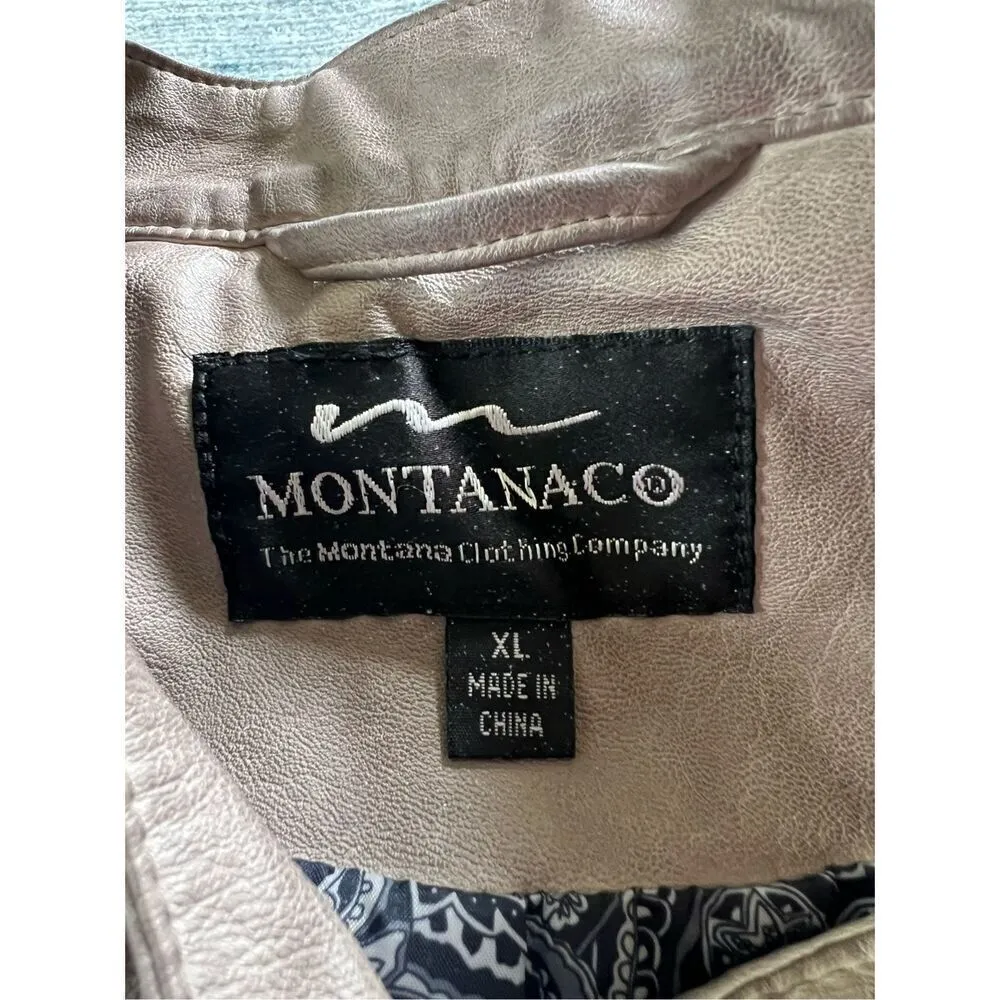 MONTANACO
The Montana Clothing Company
XL
MADE IN
CHINA